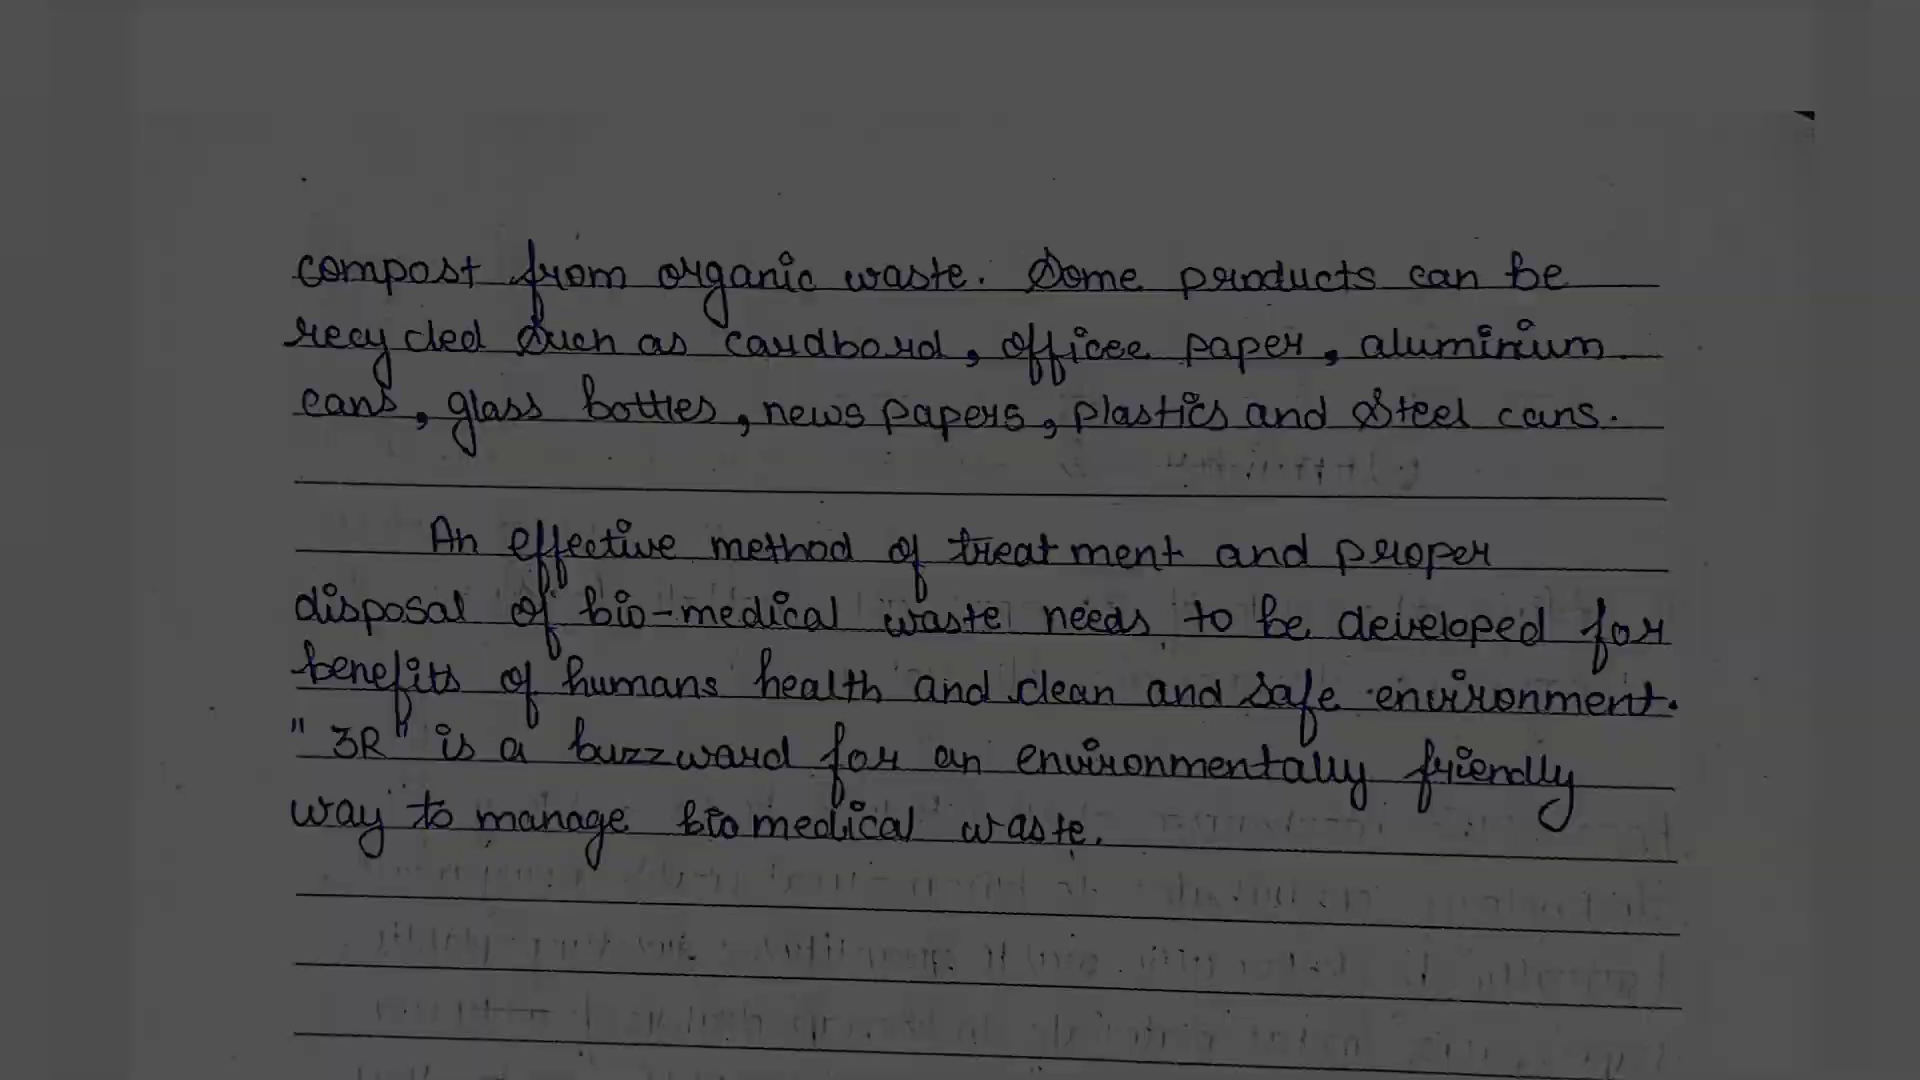 compost from organic waste. Some products can be
recycled such as cardbord, officee paper, aluminium
cans, glass bottles, news papers, plastics and steel cans.
An effective method of treatment and proper
disposal of bio-medical waste needs to be developed for
benefits of humans health and clean and safe environment.
"3R" is a buzzward for an environmentally friendly
way to manage bio medical waste.